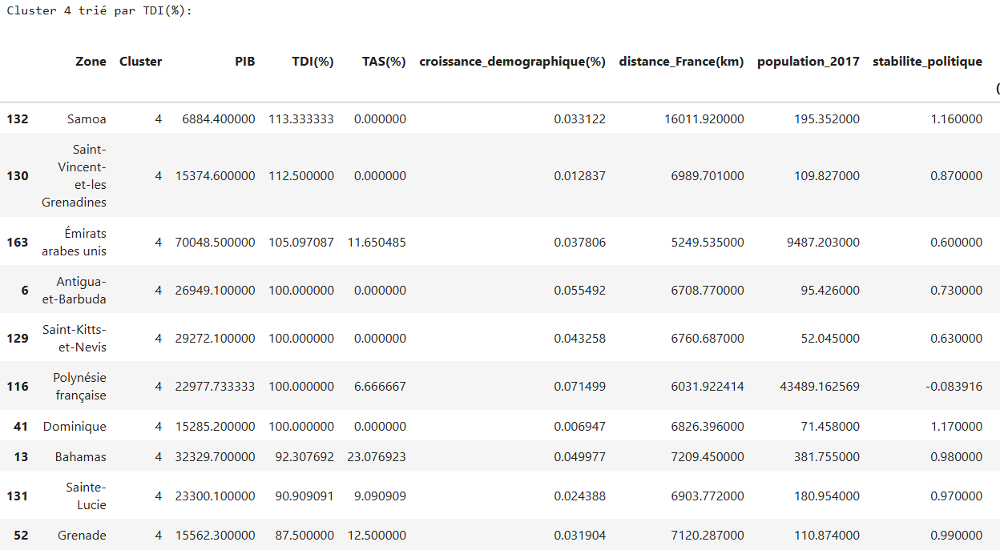 Cluster 4 trié par TDI(%):
Zone Cluster PIB TDI(%) TAS(%) croissance_demographique(%) distance_France(km) population_2017 stabilite_politique
(
132 Samoa 4 6884.400000 113.333333 0.000000 0.033122 16011.920000 195.352000 1.160000
Saint-
Vincent-
130 4 15374.600000 112.500000 0.000000 0.012837 6989.701000 109.827000 0.870000
et-les
Grenadines
Émirats
163 4 70048.500000 105.097087 11.650485 0.037806 5249.535000 9487.203000 0.600000
arabes unis
Antigua-
6 4 26949.100000 100.000000 0.000000 0.055492 6708.770000 95.426000 0.730000
et-Barbuda
Saint-Kitts-
129 4 29272.100000 100.000000 0.000000 0.043258 6760.687000 52.045000 0.630000
et-Nevis
Polynésie
116 4 22977.733333 100.000000 6.666667 0.071499 6031.922414 43489.162569 -0.083916
française
41 Dominique 4 15285.200000 100.000000 0.000000 0.006947 6826.396000 71.458000 1.170000
13 Bahamas 4 32329.700000 92.307692 23.076923 0.049977 7209.450000 381.755000 0.980000
Sainte-
131 4 23300.100000 90.909091 9.090909 0.024388 6903.772000 180.954000 0.970000
Lucie
52 Grenade 4 15562.300000 87.500000 12.500000 0.031904 7120.287000 110.874000 0.990000